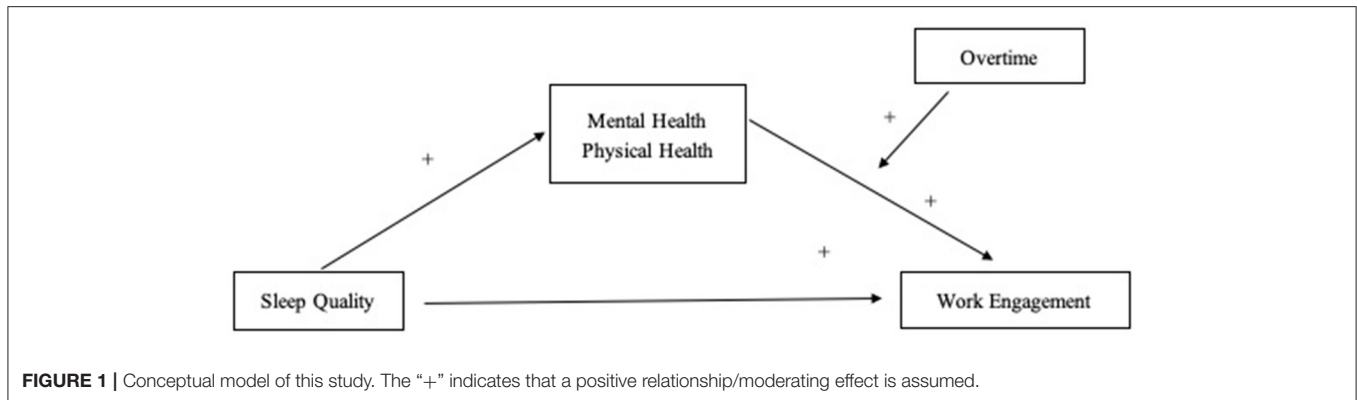 Overtime
+
Mental Health
Physical Health
+
+
+
Sleep Quality
Work Engagement
FIGURE 1 | Conceptual model of this study. The “+” indicates that a positive relationship/moderating effect is assumed.